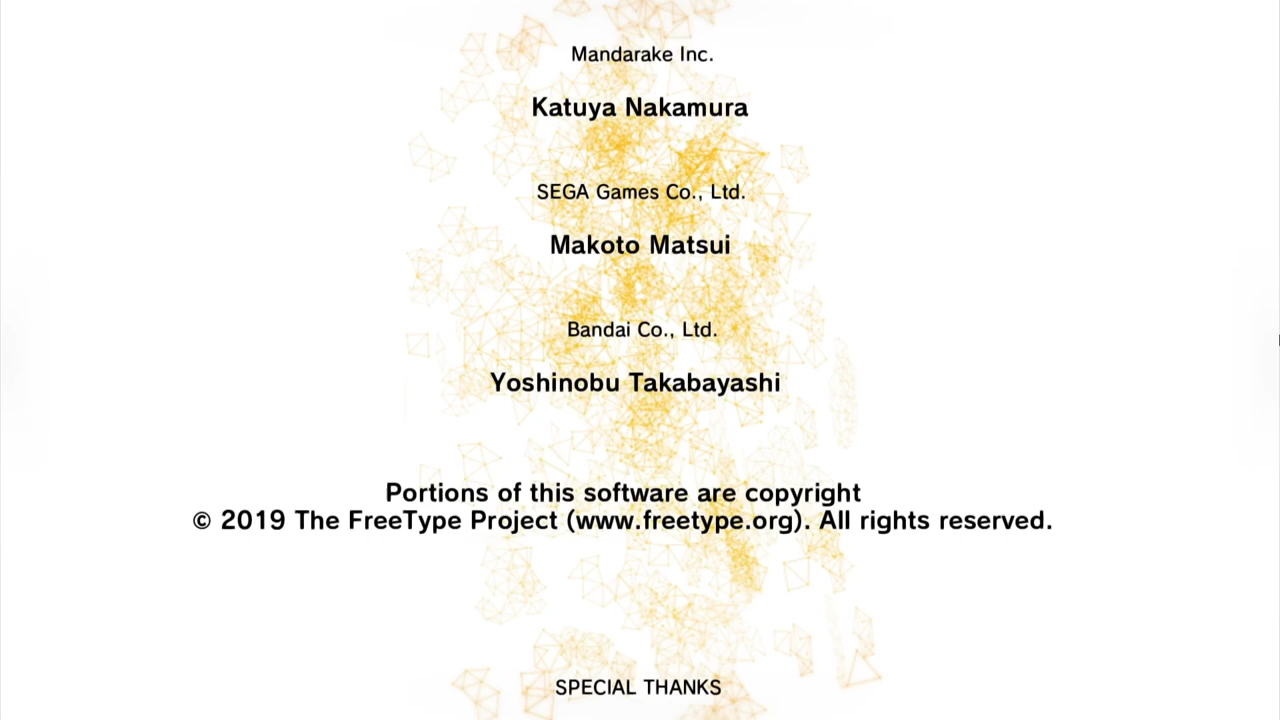 Mandarake Inc.
Katuya Nakamura
SEGA Games Co., Ltd.
Makoto Matsui
Bandai Co., Ltd.
Yoshinobu Takabayashi
Portions of this software are copyright
© 2019 The FreeType Project (www.freetype.org). All rights reserved.
SPECIAL THANKS